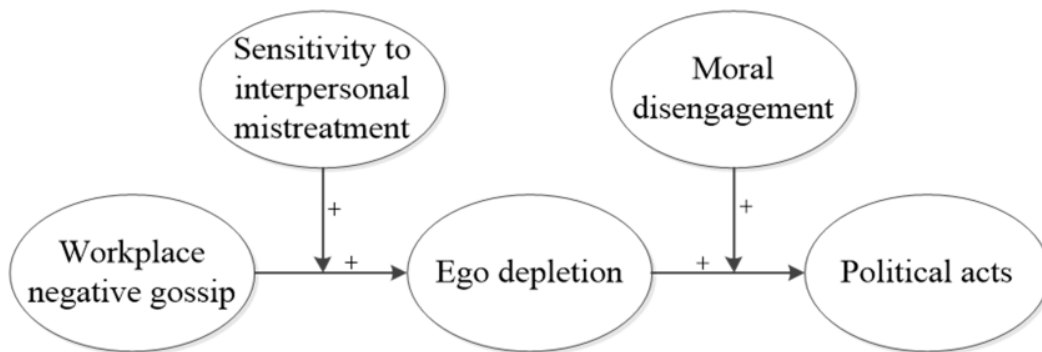 Sensitivity to
interpersonal
mistreatment
Moral
disengagement
+
+
Workplace
negative gossip
+
Ego depletion
+
Political acts